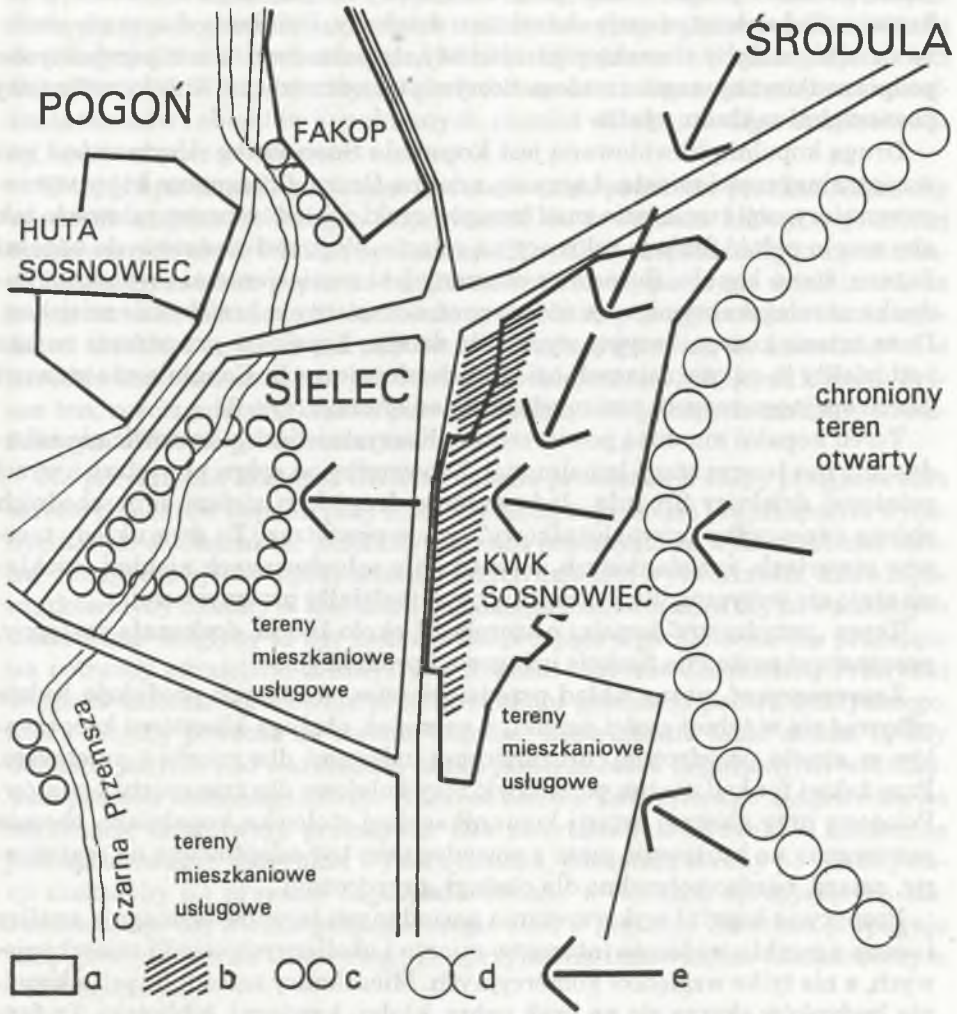 ŚRODULA
POGOŃ
FAKOP
HUTA
SOSNOWIEC
SIELEC
chroniony
teren
otwarty
KWK
SOSNOWIEC
tereny
mieszkaniowe
usługowe
tereny
mieszkaniowe
usługowe
Czarna Przemsza
tereny
mieszkaniowe
usługowe
a b c d e